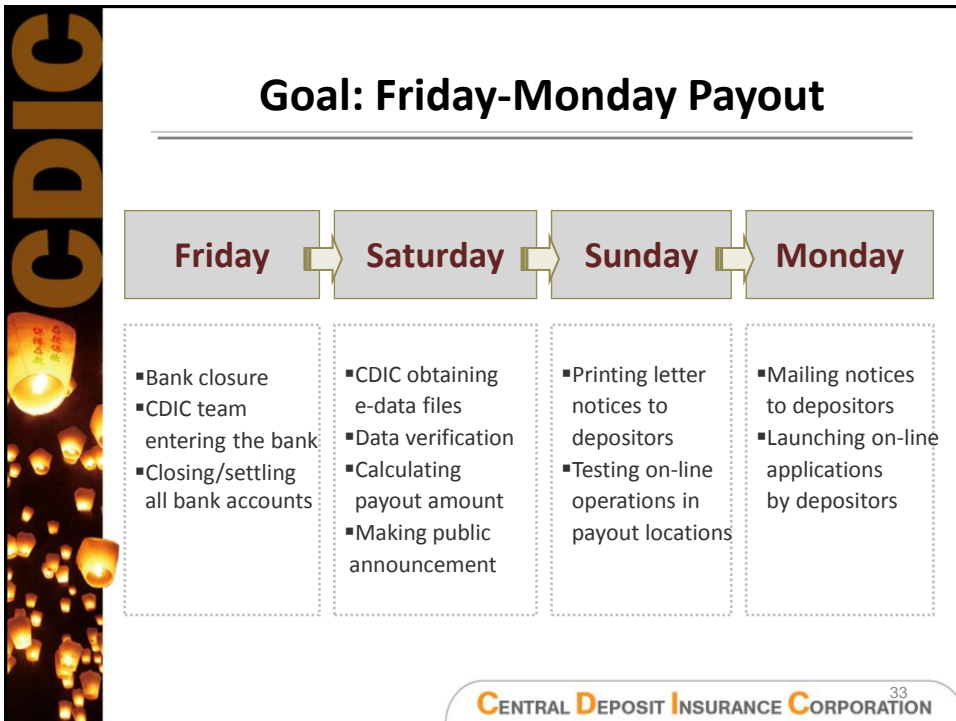 CDIC
Goal: Friday-Monday Payout
Friday
Saturday
Sunday
Monday
▪Bank closure
▪CDIC team
entering the bank
▪Closing/settling
all bank accounts
▪CDIC obtaining
e-data files
▪Data verification
▪Calculating
payout amount
▪Making public
announcement
▪Printing letter
notices to
depositors
▪Testing on-line
operations in
payout locations
▪Mailing notices
to depositors
▪Launching on-line
applications
by depositors
33
CENTRAL DEPOSIT INSURANCE CORPORATION